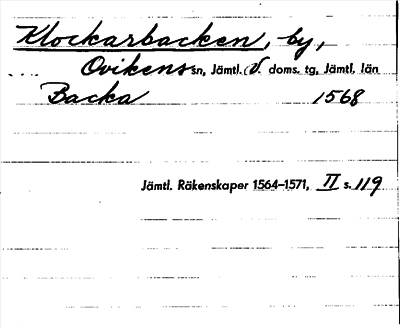 Klockarbacken, by,
Ovikens sn, Jämtl. V. doms. tg, Jämtl. län
Backa 1568
Jämtl. Räkenskaper 1564–1571, II s. 119